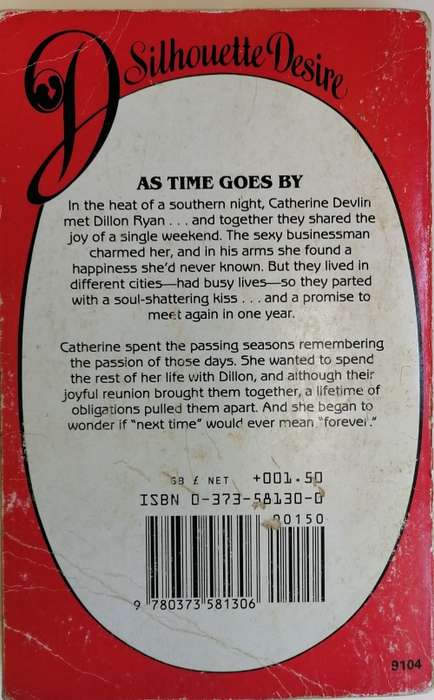 D
Silhouette Desire
AS TIME GOES BY
In the heat of a southern night, Catherine Devlin
met Dillon Ryan . . . and together they shared the
joy of a single weekend. The sexy businessman
charmed her, and in his arms she found a
happiness she'd never known. But they lived in
different cities—had busy lives—so they parted
with a soul-shattering kiss . . . and a promise to
meet again in one year.
Catherine spent the passing seasons remembering
the passion of those days. She wanted to spend
the rest of her life with Dillon, and although their
joyful reunion brought them together, a lifetime of
obligations pulled them apart. And she began to
wonder if "next time" would ever mean "forever."
GB £ NET +001.50
ISBN 0-373-58130-0
00150
9 780373 581306
9104